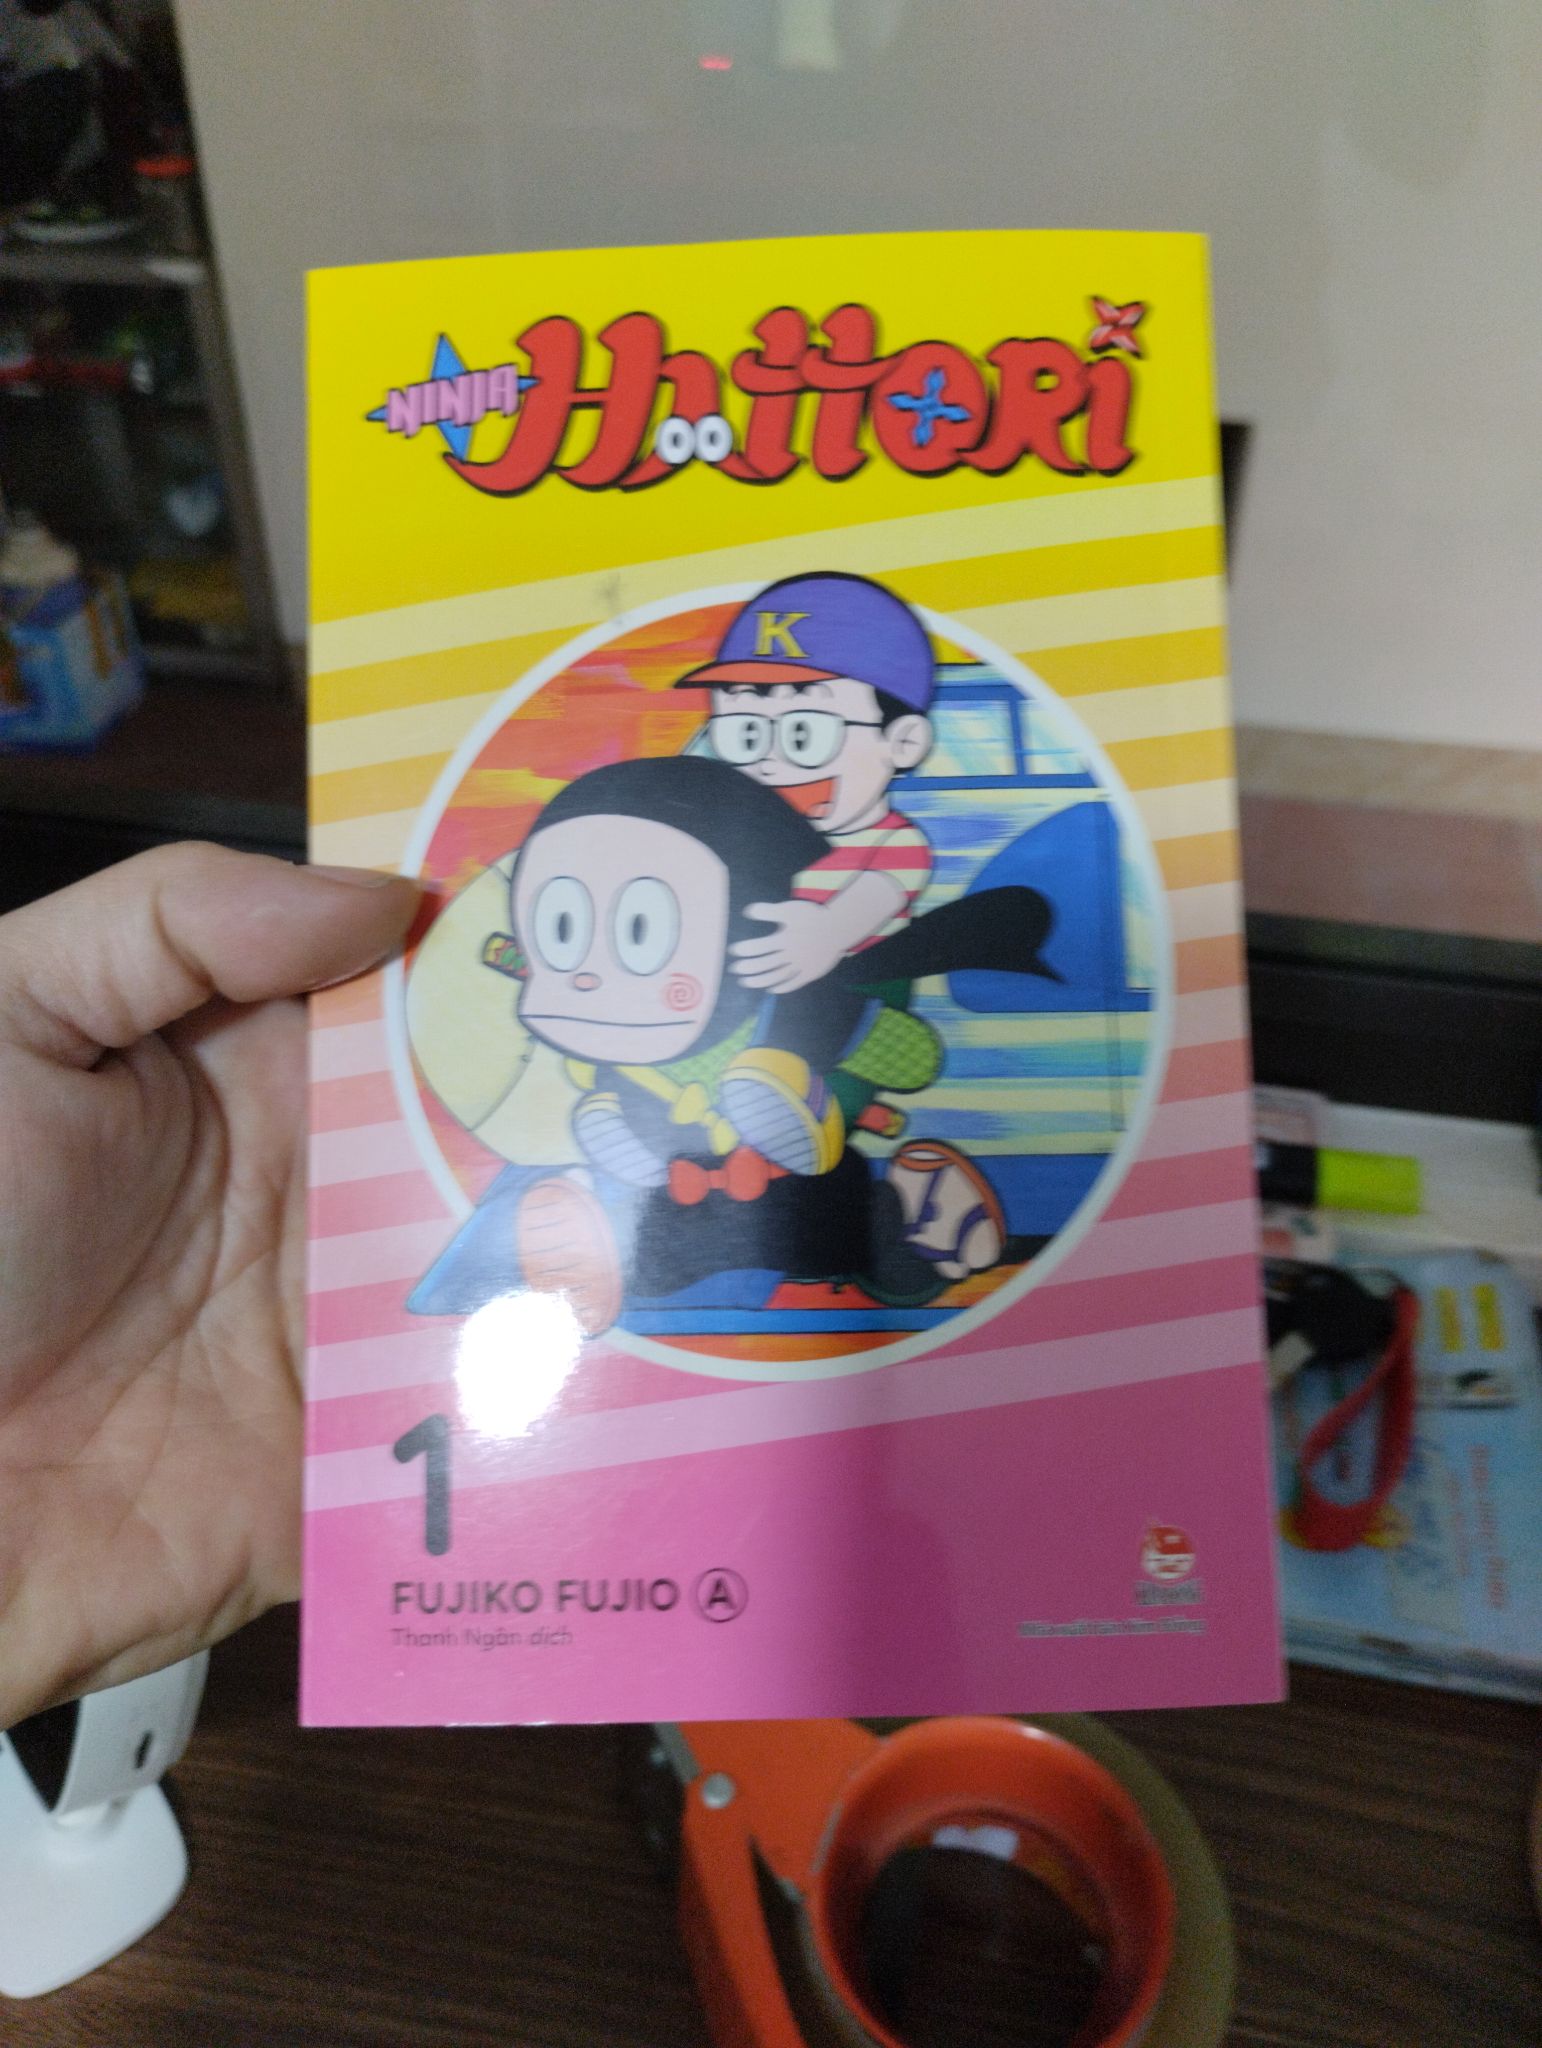 NINJA HATTORI
K
1
FUJIKO FUJIO Ⓐ
Thanh Ngân dịch